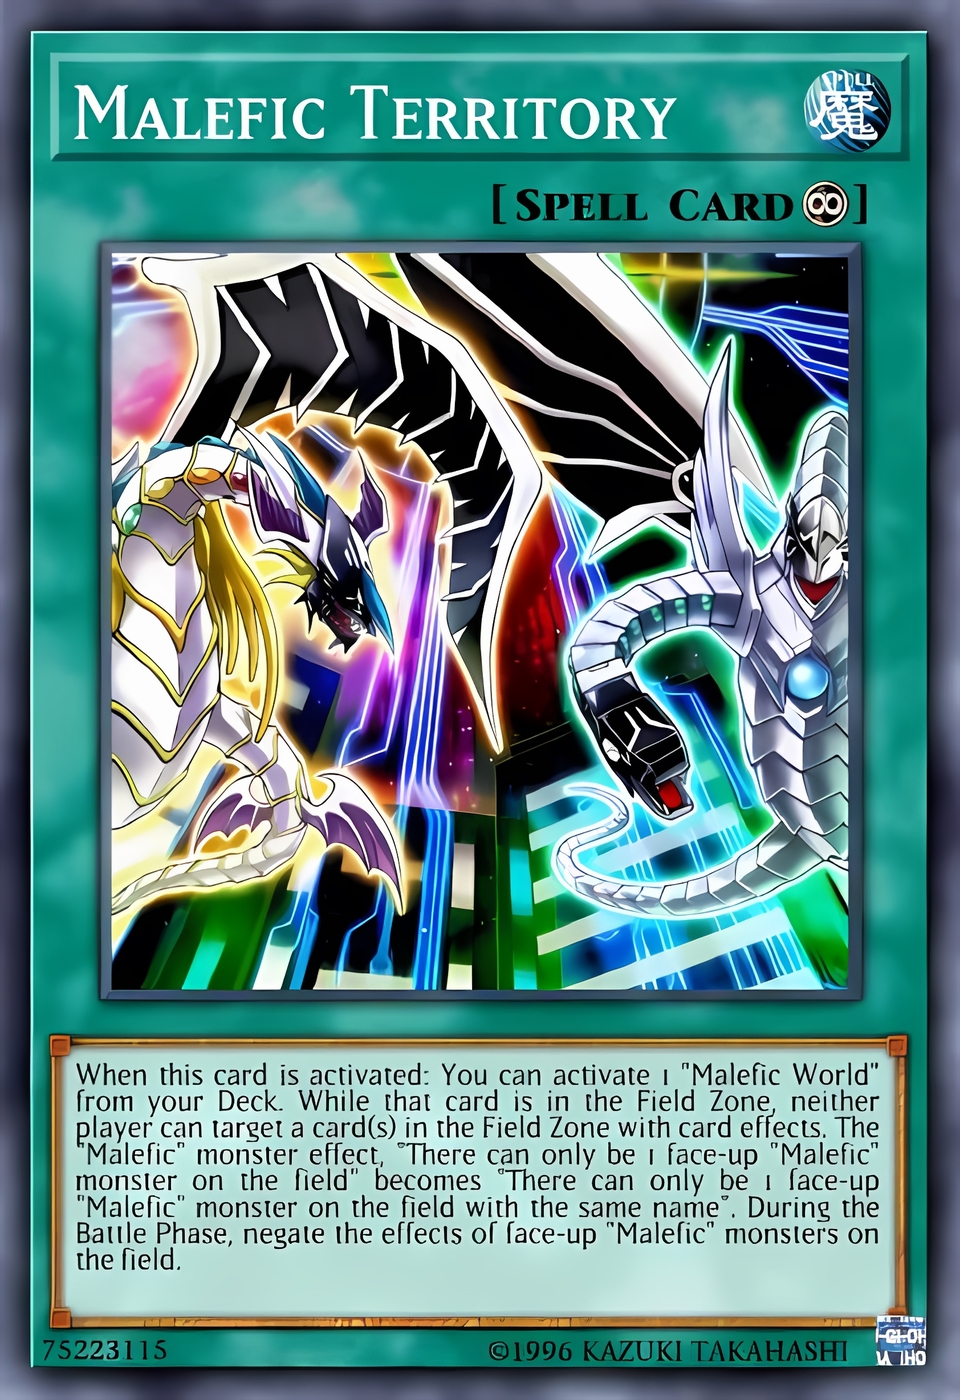 MALEFIC TERRITORY
魔
[SPELL CARD ∞]
When this card is activated: You can activate 1 "Malefic World"
from your Deck. While that card is in the Field Zone, neither
player can target a card(s) in the Field Zone with card effects. The
"Malefic" monster effect, "There can only be 1 face-up "Malefic"
monster on the field" becomes "There can only be 1 face-up
"Malefic" monster on the field with the same name". During the
Battle Phase, negate the effects of face-up "Malefic" monsters on
the field.
75223115
©1996 KAZUKI TAKAHASHI